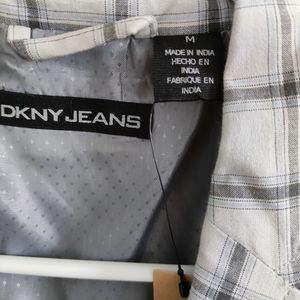 M
MADE IN INDIA
HECHO EN
INDIA
FABRIQUE EN
INDIA
DKNY JEANS